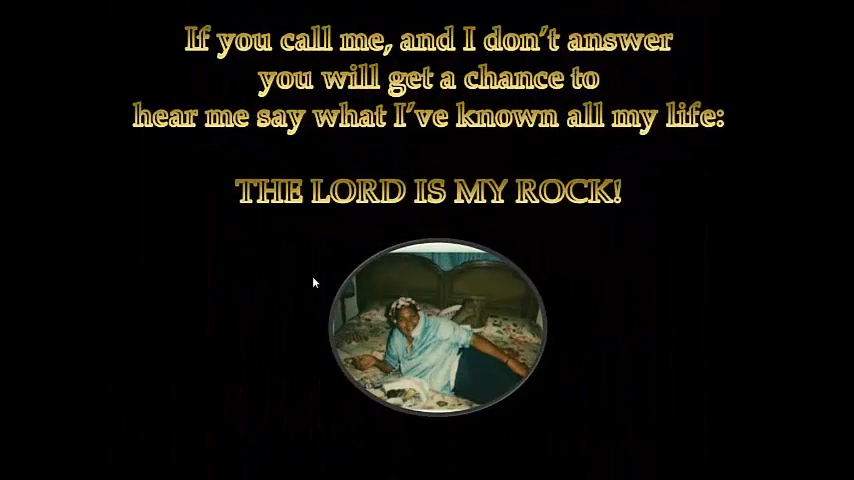 If you call me, and I don't answer
you will get a chance to
hear me say what I've known all my life:
THE LORD IS MY ROCK!